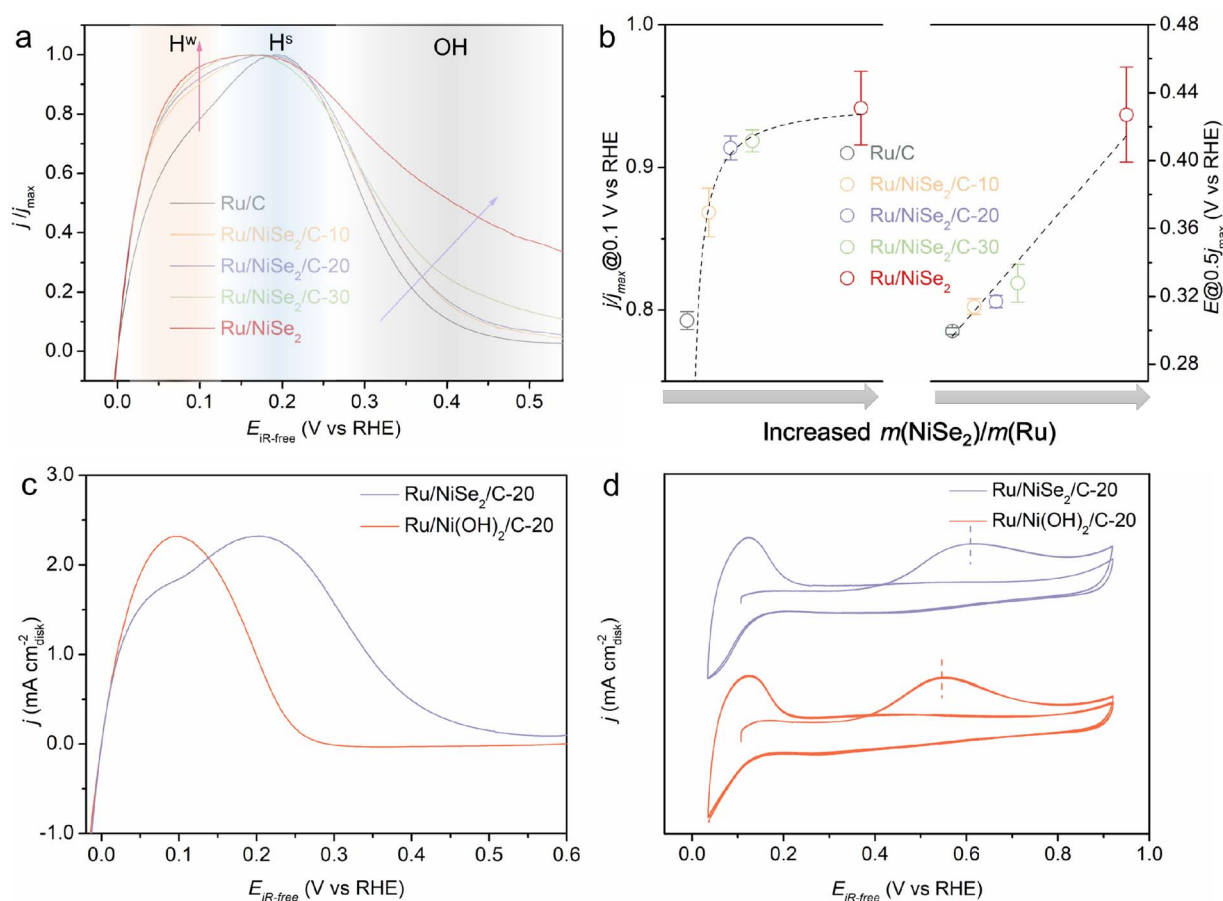 a
Hʷ
Hˢ
OH
1.0
0.8
0.6
0.4
0.2
0.0
j/jmax
Ru/C
Ru/NiSe₂/C-10
Ru/NiSe₂/C-20
Ru/NiSe₂/C-30
Ru/NiSe₂
0.0 0.1 0.2 0.3 0.4 0.5
E_iR-free (V vs RHE)
b
1.0
0.9
0.8
j/jmax@0.1 V vs RHE
Ru/C
Ru/NiSe₂/C-10
Ru/NiSe₂/C-20
Ru/NiSe₂/C-30
Ru/NiSe₂
0.48
0.44
0.40
0.36
0.32
0.28
E@0.5jmax (V vs RHE)
Increased m(NiSe₂)/m(Ru)
c
3.0
2.0
1.0
0.0
-1.0
j (mA cm⁻²disk)
Ru/NiSe₂/C-20
Ru/Ni(OH)₂/C-20
0.0 0.1 0.2 0.3 0.4 0.5 0.6
E_iR-free (V vs RHE)
d
j (mA cm⁻²disk)
Ru/NiSe₂/C-20
Ru/Ni(OH)₂/C-20
0.0 0.2 0.4 0.6 0.8 1.0
E_iR-free (V vs RHE)